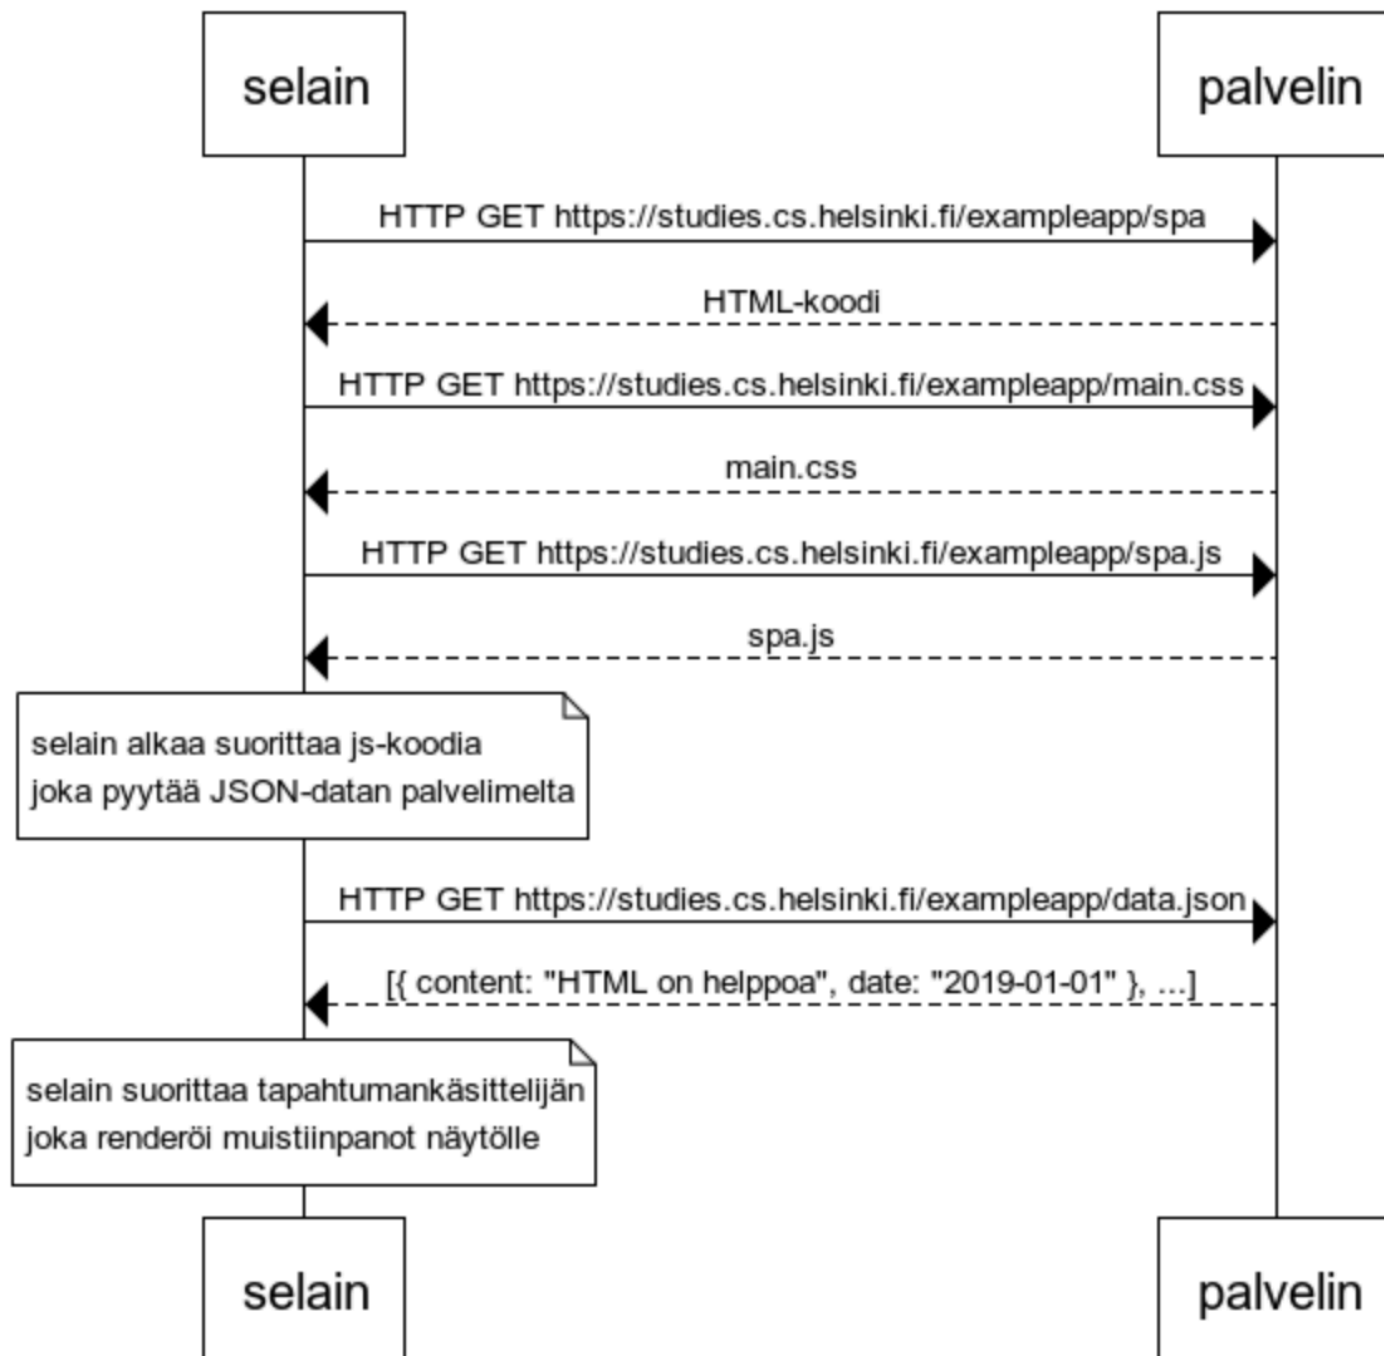 selain
palvelin
HTTP GET https://studies.cs.helsinki.fi/exampleapp/spa
HTML-koodi
HTTP GET https://studies.cs.helsinki.fi/exampleapp/main.css
main.css
HTTP GET https://studies.cs.helsinki.fi/exampleapp/spa.js
spa.js
selain alkaa suorittaa js-koodia
joka pyytää JSON-datan palvelimelta
HTTP GET https://studies.cs.helsinki.fi/exampleapp/data.json
[{ content: "HTML on helppoa", date: "2019-01-01" }, ...]
selain suorittaa tapahtumankäsittelijän
joka renderöi muistiinpanot näytölle
selain
palvelin